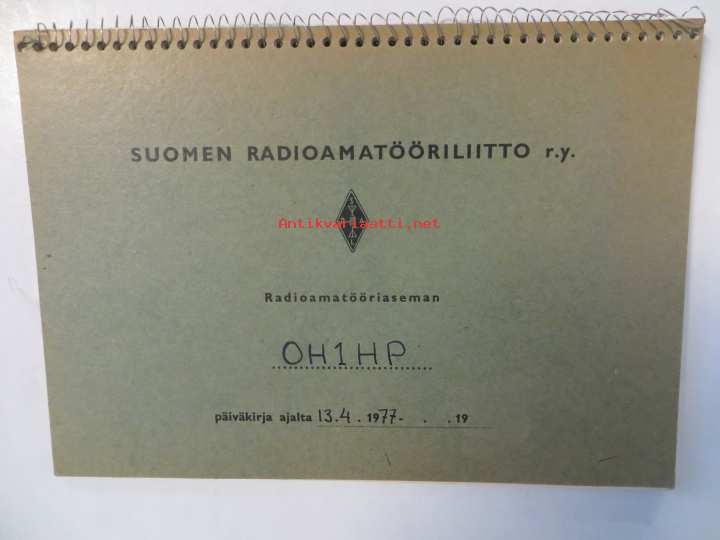 SUOMEN RADIOAMATÖÖRILIITTO r.y.
Antikvariaatti.net
Radioamatööriaseman
OH1HP
päiväkirja ajalta 13.4.1977- . .19